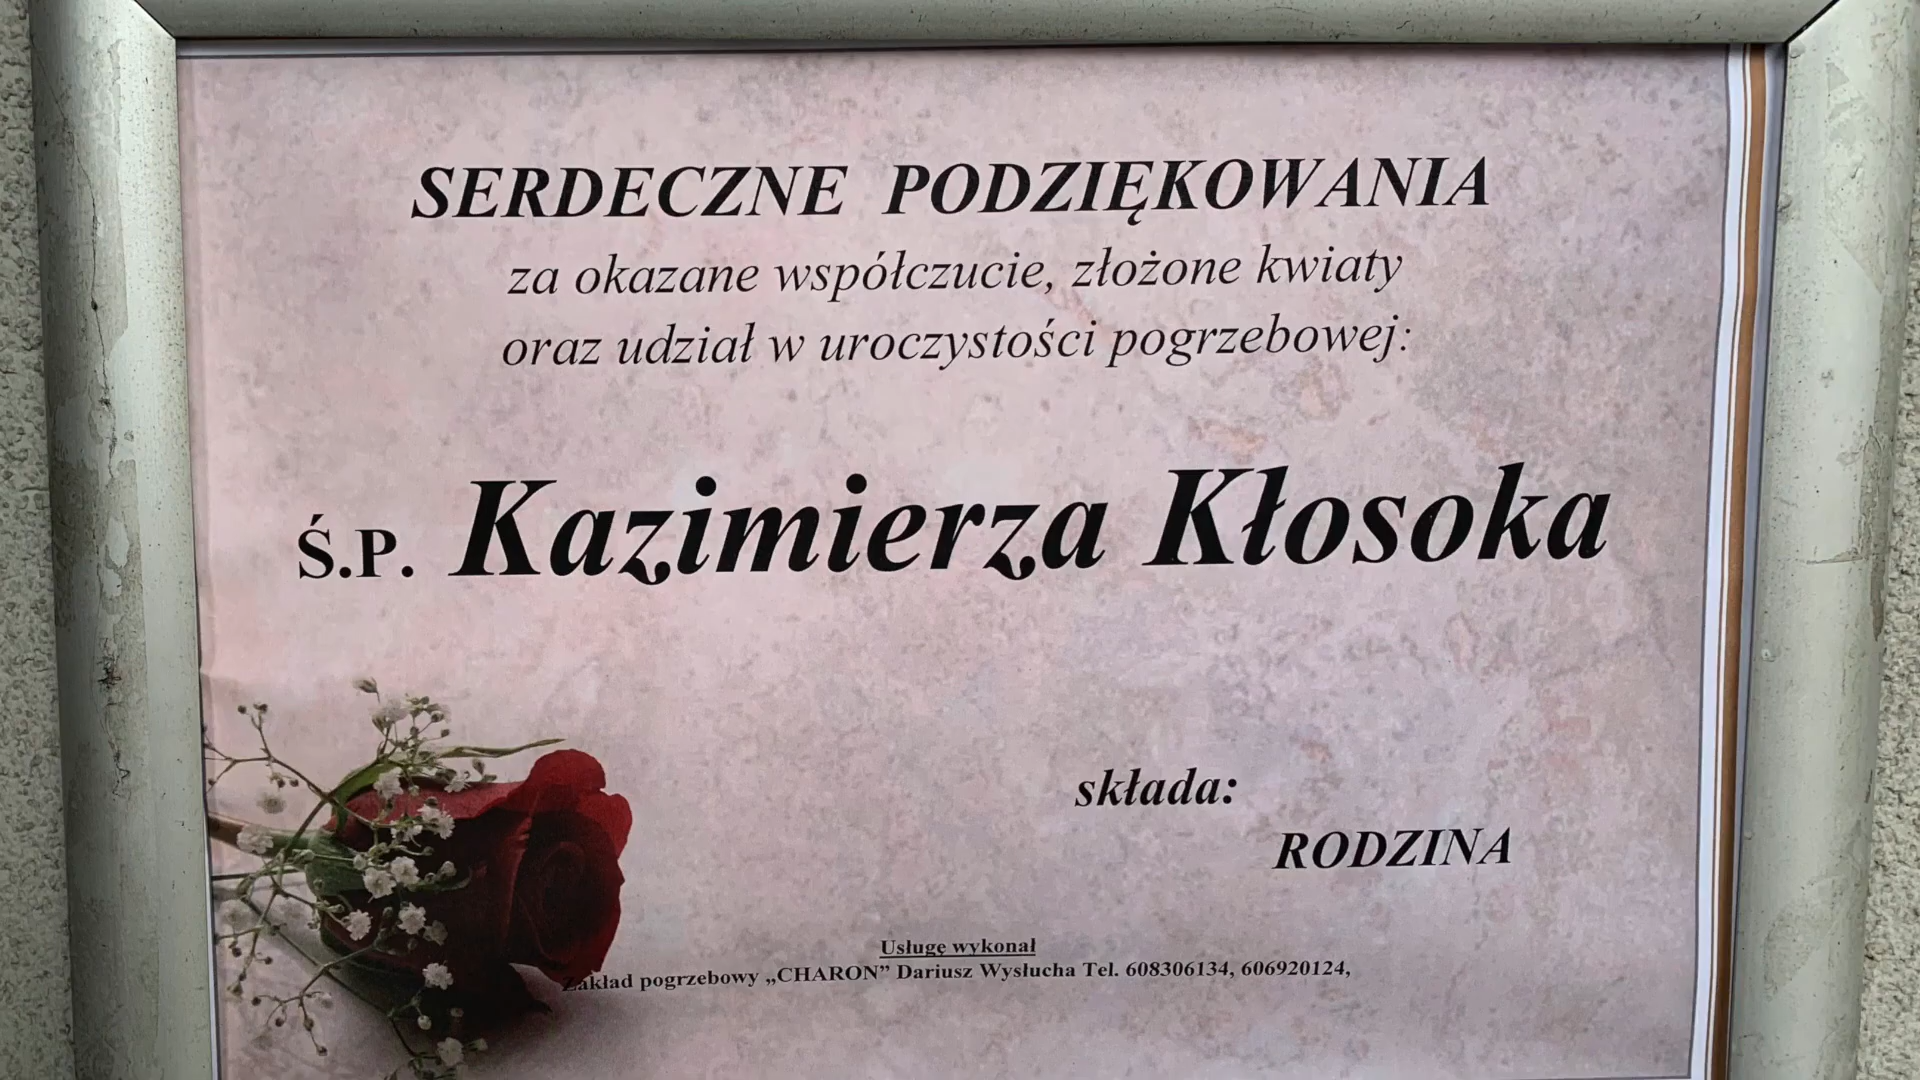 SERDECZNE PODZIĘKOWANIA
za okazane współczucie, złożone kwiaty
oraz udział w uroczystości pogrzebowej:
Ś.P. Kazimierza Kłosoka
składa:
RODZINA
Usługę wykonał
Zakład pogrzebowy „CHARON” Dariusz Wysłucha Tel. 608306134, 606920124,